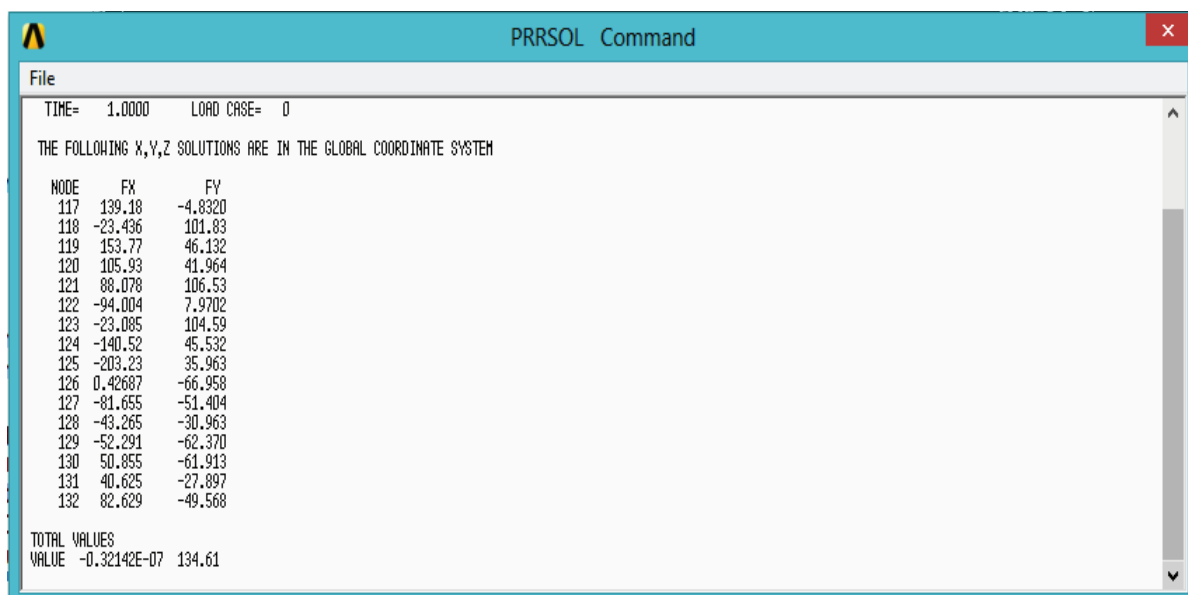 PRRSOL Command
File
TIME= 1.0000 LOAD CASE= 0
THE FOLLOWING X,Y,Z SOLUTIONS ARE IN THE GLOBAL COORDINATE SYSTEM
NODE FX FY
117 139.18 -4.8320
118 -23.436 101.83
119 153.77 46.132
120 105.93 41.964
121 88.078 106.53
122 -94.004 7.9702
123 -23.085 104.59
124 -140.52 45.532
125 -203.23 35.963
126 0.42687 -66.958
127 -81.655 -51.404
128 -43.265 -30.963
129 -52.291 -62.370
130 50.855 -61.913
131 40.625 -27.897
132 82.629 -49.568
TOTAL VALUES
VALUE -0.32142E-07 134.61